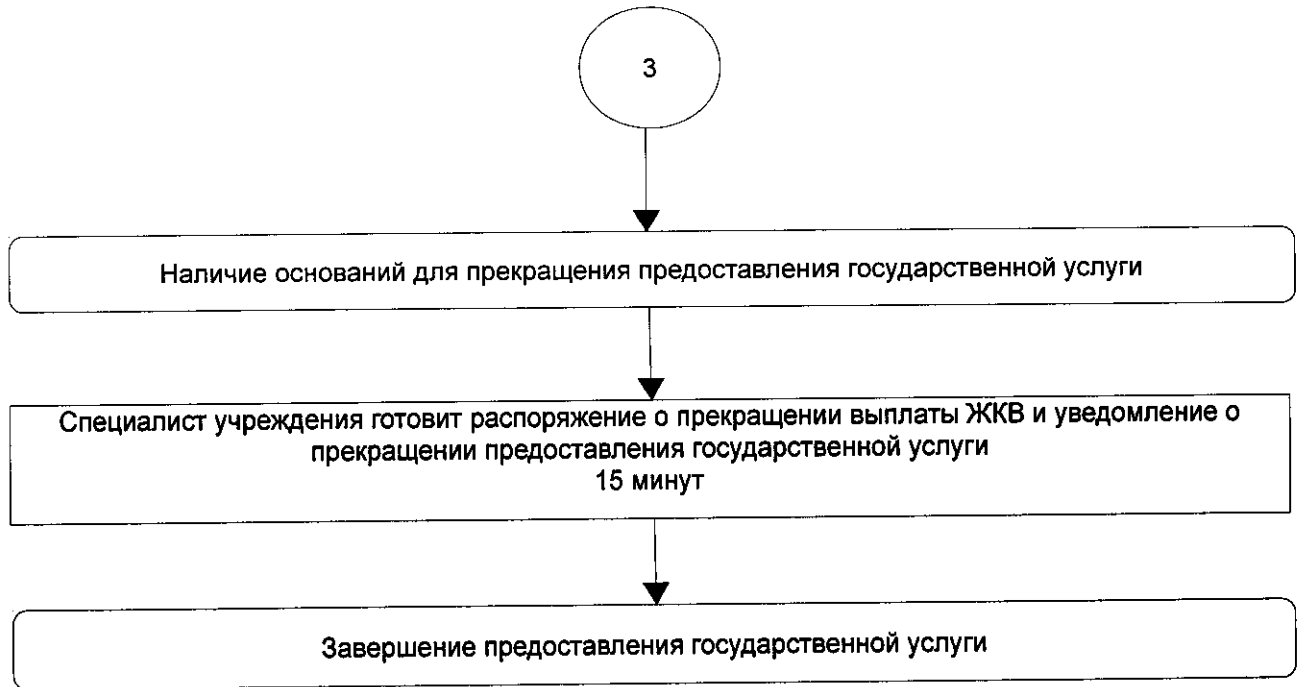 3
Наличие оснований для прекращения предоставления государственной услуги
Специалист учреждения готовит распоряжение о прекращении выплаты ЖКВ и уведомление о
прекращении предоставления государственной услуги
15 минут
Завершение предоставления государственной услуги